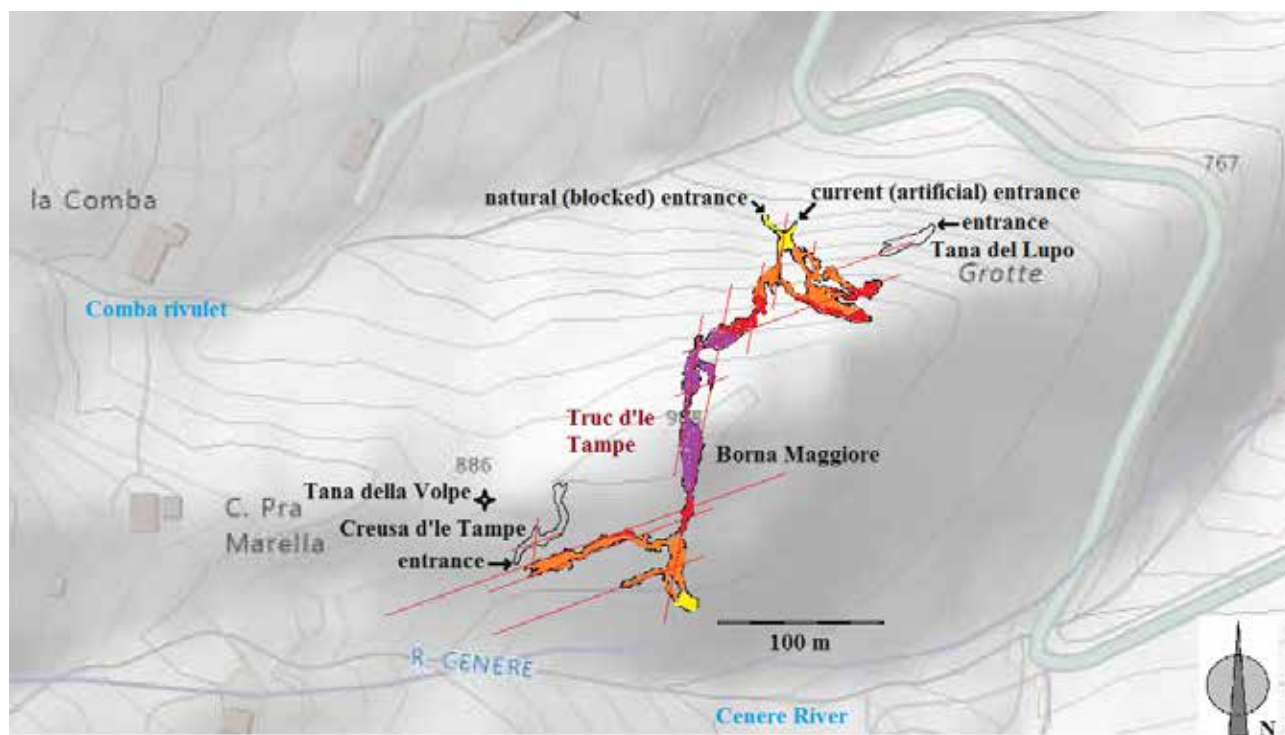 767
la Comba
natural (blocked) entrance
current (artificial) entrance
entrance
Tana del Lupo
Grotte
Comba rivulet
Truc d'le
Tampe
Borna Maggiore
886
Tana della Volpe
C. Pra
Marella
Creusa d'le Tampe
entrance
100 m
R. GENERE
Cenere River
N